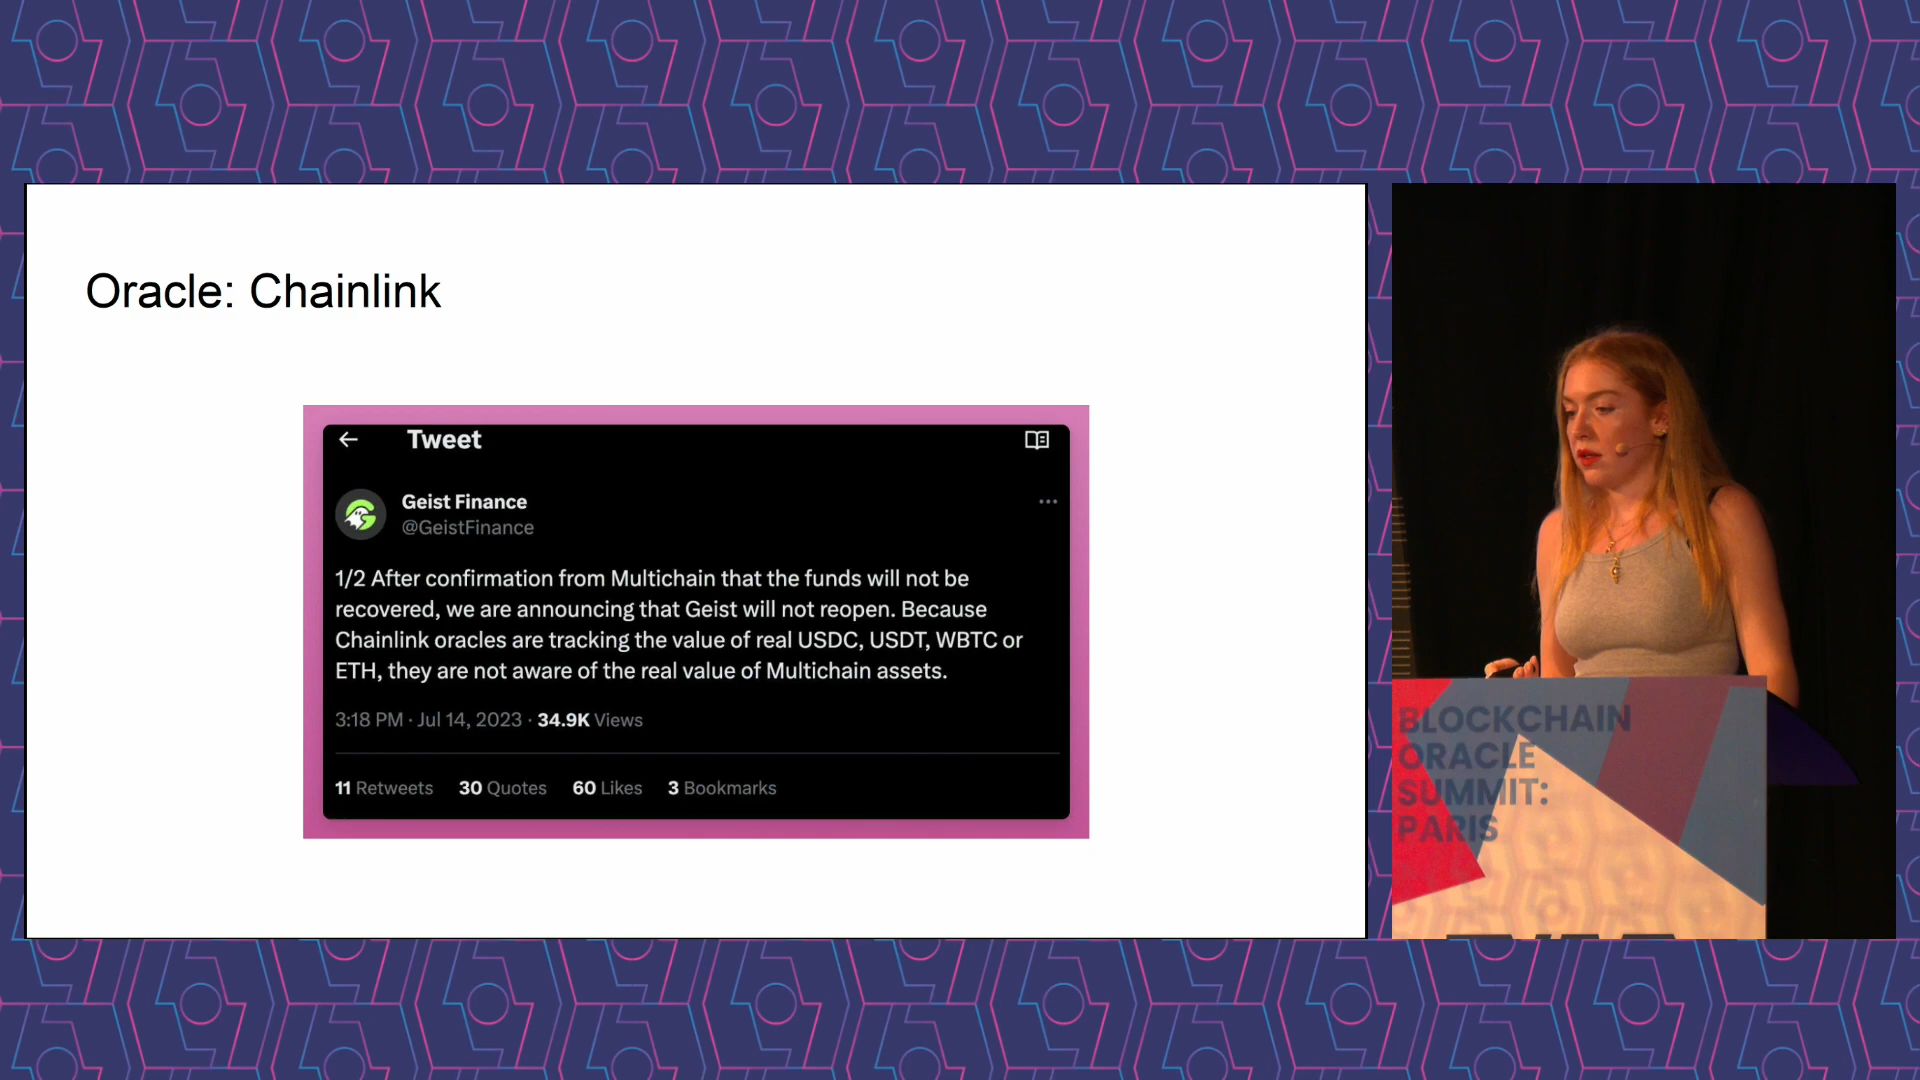 Oracle: Chainlink
Tweet
Geist Finance
@GeistFinance
1/2 After confirmation from Multichain that the funds will not be
recovered, we are announcing that Geist will not reopen. Because
Chainlink oracles are tracking the value of real USDC, USDT, WBTC or
ETH, they are not aware of the real value of Multichain assets.
3:18 PM · Jul 14, 2023 · 34.9K Views
11 Retweets 30 Quotes 60 Likes 3 Bookmarks
BLOCKCHAIN
ORACLE
SUMMIT:
PARIS